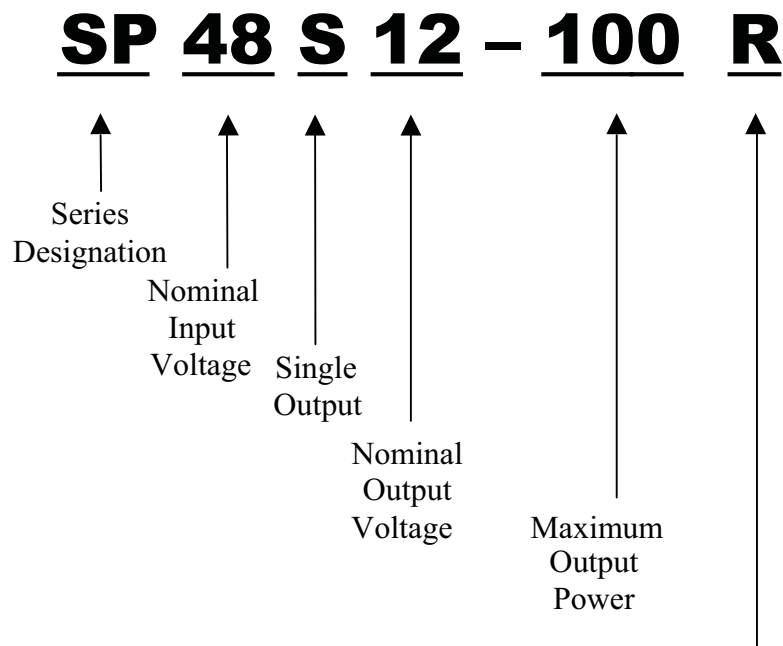 SP 48 S 12 – 100 R
Series
Designation
Nominal
Input
Voltage
Single
Output
Nominal
Output
Voltage
Maximum
Output
Power